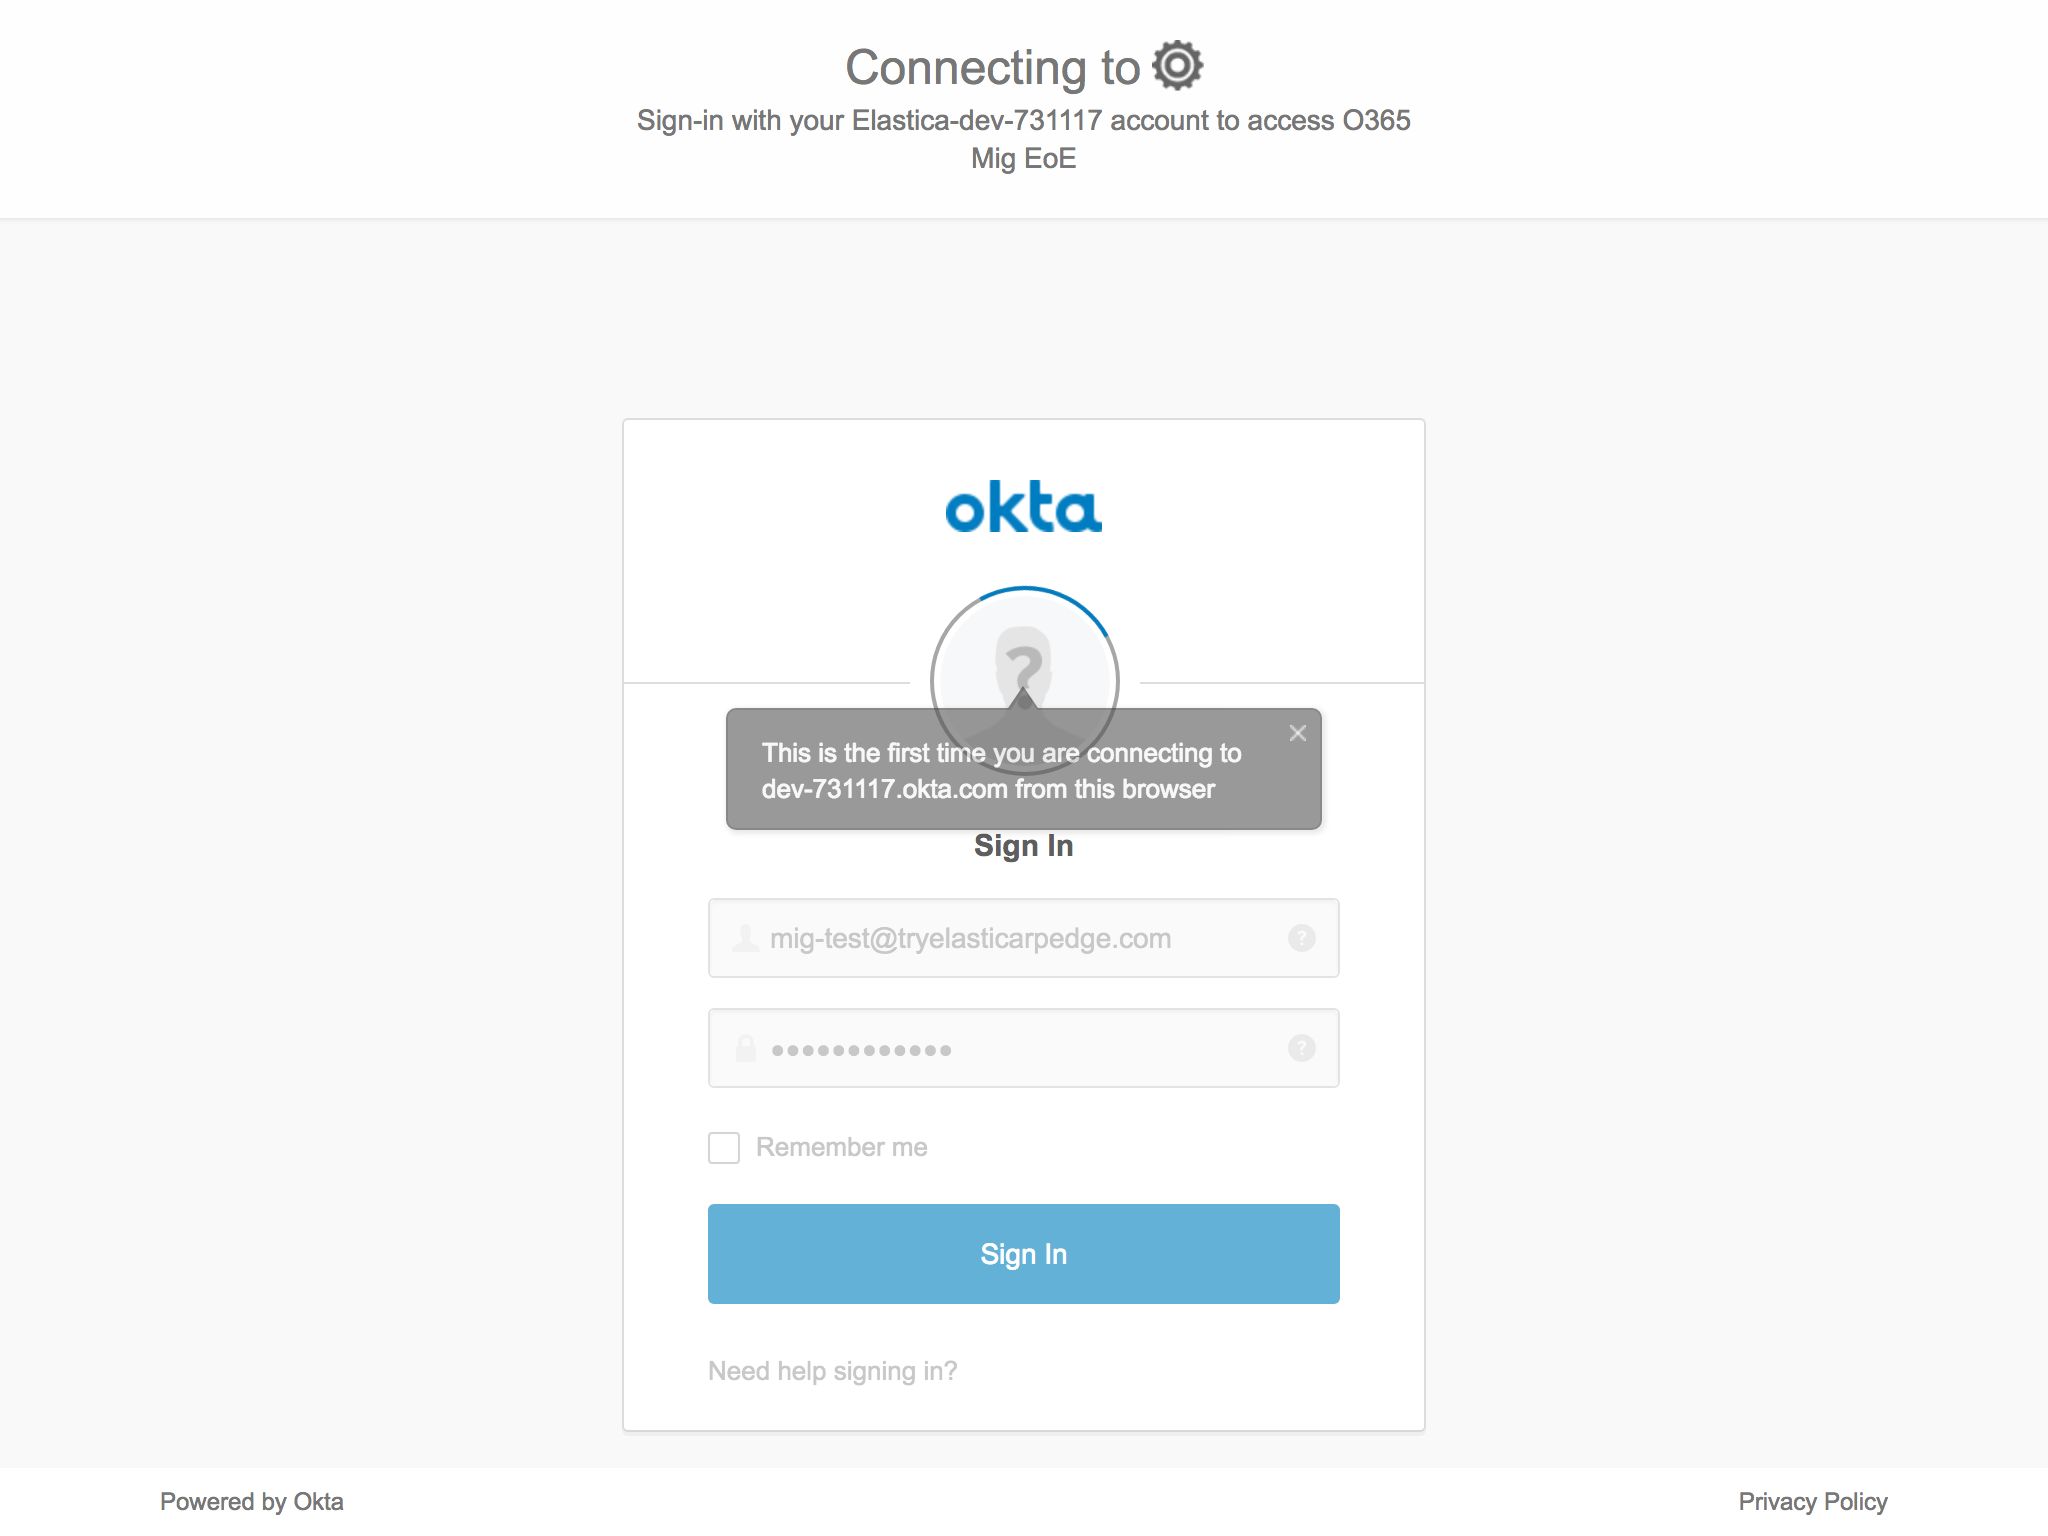 Connecting to
Sign-in with your Elastica-dev-731117 account to access O365
Mig EoE
okta
?
This is the first time you are connecting to
dev-731117.okta.com from this browser
Sign In
mig-test@tryelasticarpedge.com
?
••••••••••••
?
Remember me
Sign In
Need help signing in?
Powered by Okta
Privacy Policy